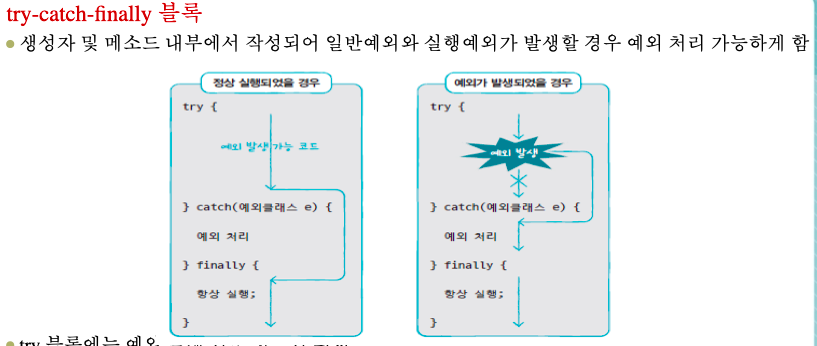 try-catch-finally 블록
생성자 및 메소드 내부에서 작성되어 일반예외와 실행예외가 발생할 경우 예외 처리 가능하게 함
정상 실행되었을 경우
try {
예외 발생 가능 코드
} catch(예외클래스 e) {
예외 처리
} finally {
항상 실행;
}
예외가 발생되었을 경우
try {
예외 발생
} catch(예외클래스 e) {
예외 처리
} finally {
항상 실행;
}
try 블록에는 예외